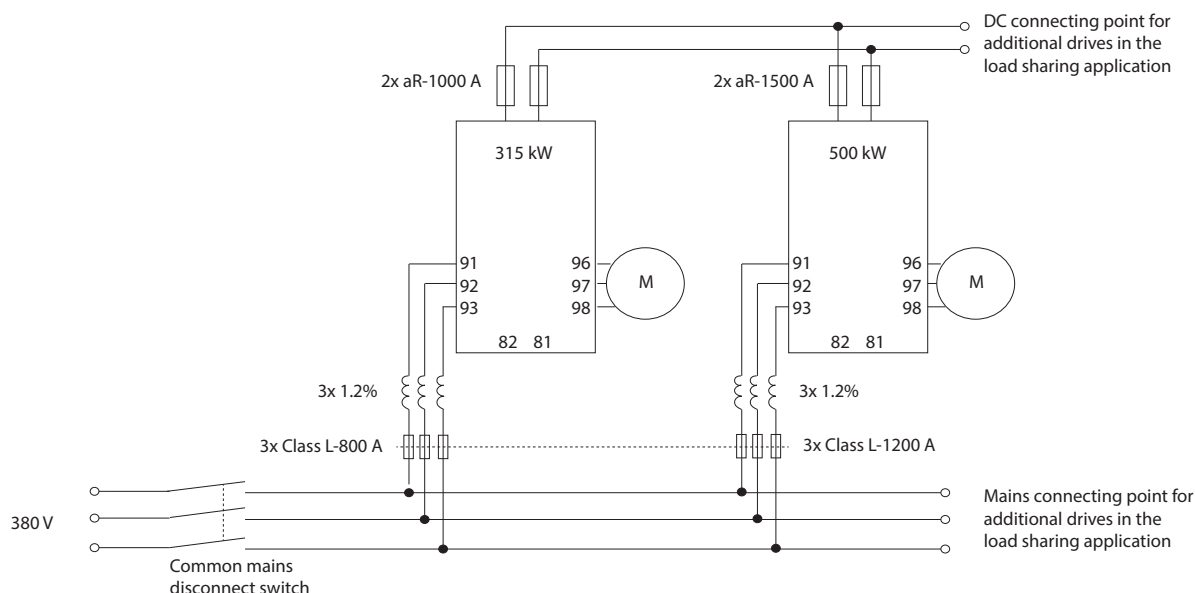 DC connecting point for
additional drives in the
load sharing application
2x aR-1000 A
2x aR-1500 A
315 kW
500 kW
91
92
93
96
97
98
M
82 81
91
92
93
96
97
98
M
82 81
3x 1.2%
3x 1.2%
3x Class L-800 A
3x Class L-1200 A
380 V
Mains connecting point for
additional drives in the
load sharing application
Common mains
disconnect switch